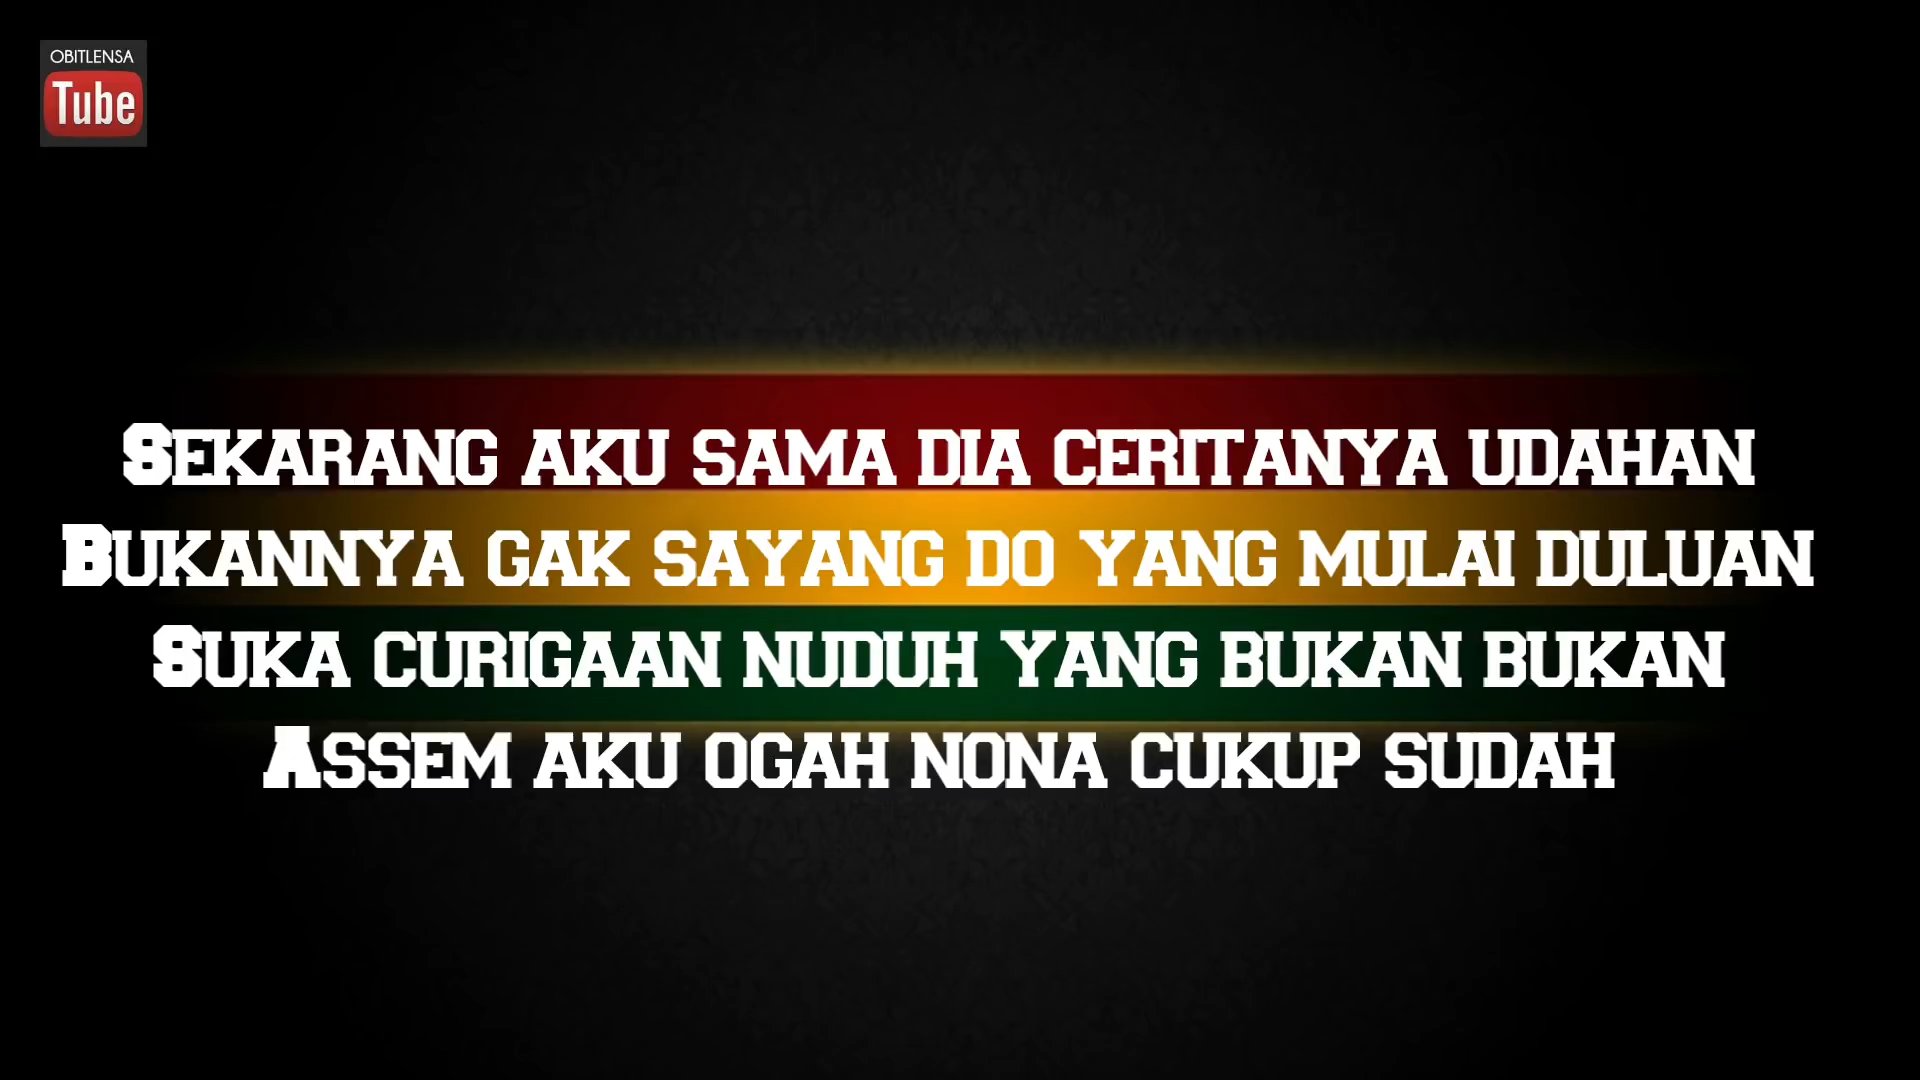 OBITLENSA
Tube
Sekarang aku sama dia ceritanya udahan
Bukannya gak sayang do yang mulai duluan
Suka curigaan nuduh yang bukan bukan
Assem aku ogah nona cukup sudah